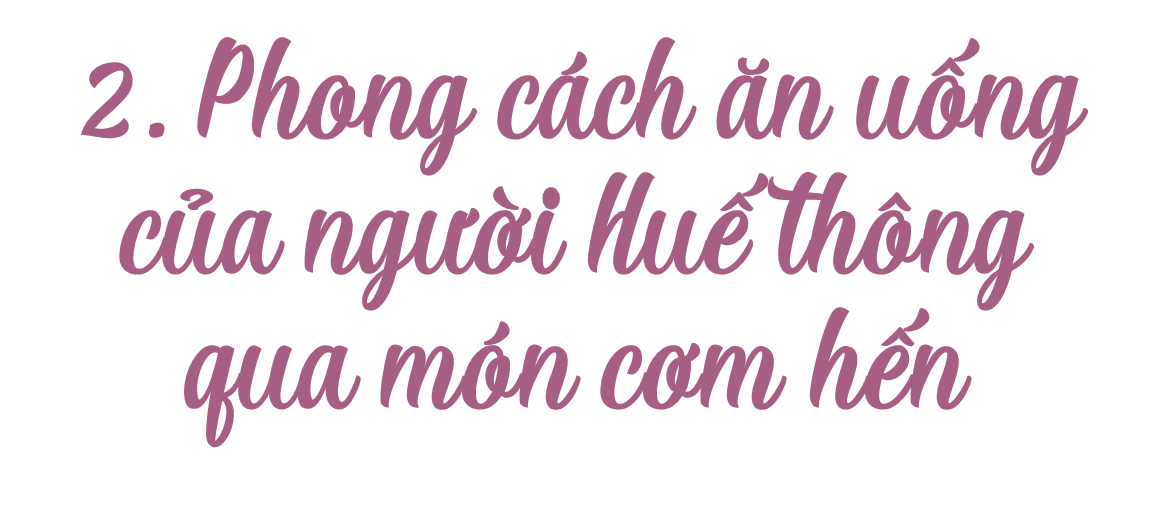 2. Phong cách ăn uống
của người Huế thông
qua món cơm hến